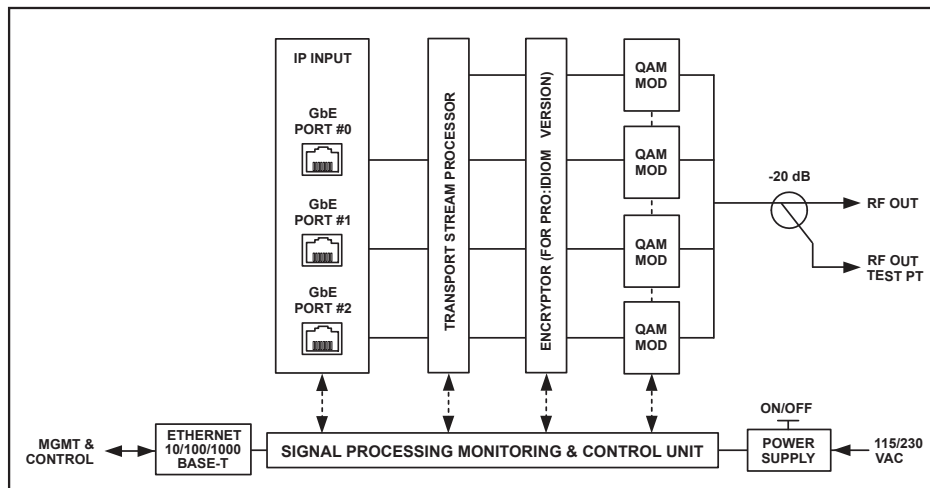 IP INPUT
GbE
PORT #0
GbE
PORT #1
GbE
PORT #2
TRANSPORT STREAM PROCESSOR
ENCRYPTOR (FOR PRO:IDIOM VERSION)
QAM
MOD
QAM
MOD
QAM
MOD
QAM
MOD
-20 dB
RF OUT
RF OUT
TEST PT
MGMT &
CONTROL
ETHERNET
10/100/1000
BASE-T
SIGNAL PROCESSING MONITORING & CONTROL UNIT
ON/OFF
POWER
SUPPLY
115/230
VAC